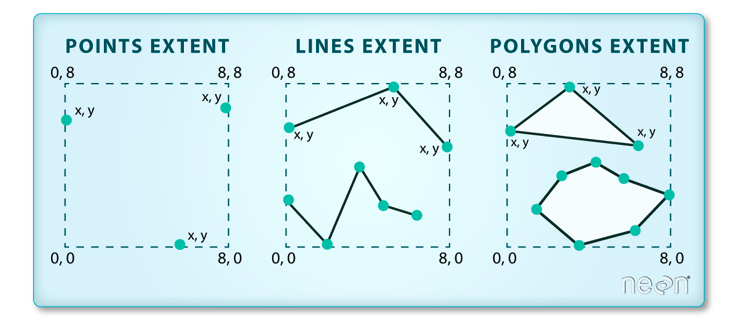 POINTS EXTENT
0, 8 8, 8
x, y
x, y
x, y
0, 0 8, 0
LINES EXTENT
0, 8 8, 8
x, y
x, y
x, y
0, 0 8, 0
POLYGONS EXTENT
0, 8 8, 8
x, y
x, y
x, y
0, 0 8, 0
neon